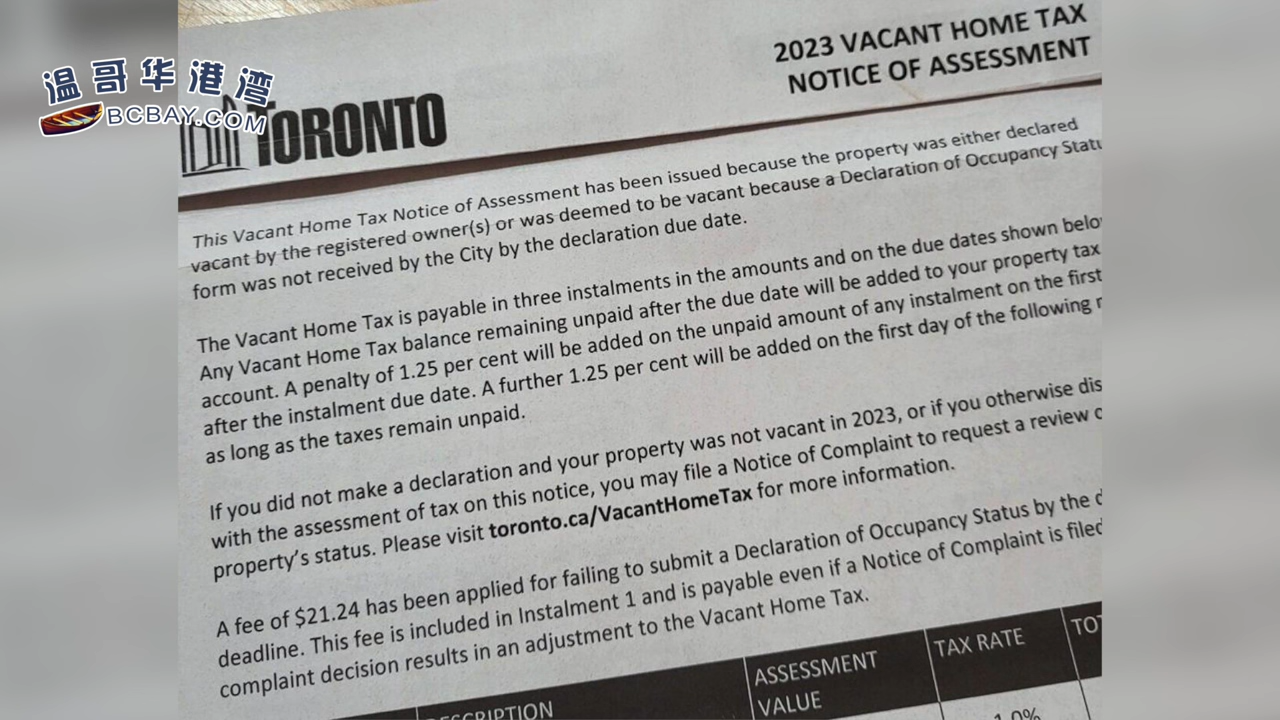 温哥华港湾
BCBAY.COM
TORONTO
2023 VACANT HOME TAX
NOTICE OF ASSESSMENT
This Vacant Home Tax Notice of Assessment has been issued because the property was either declared
vacant by the registered owner(s) or was deemed to be vacant because a Declaration of Occupancy Statu
form was not received by the City by the declaration due date.
The Vacant Home Tax is payable in three instalments in the amounts and on the due dates shown belo
Any Vacant Home Tax balance remaining unpaid after the due date will be added to your property tax
account. A penalty of 1.25 per cent will be added on the unpaid amount of any instalment on the first
after the instalment due date. A further 1.25 per cent will be added on the first day of the following
as long as the taxes remain unpaid.
If you did not make a declaration and your property was not vacant in 2023, or if you otherwise dis
with the assessment of tax on this notice, you may file a Notice of Complaint to request a review o
property's status. Please visit toronto.ca/VacantHomeTax for more information.
A fee of $21.24 has been applied for failing to submit a Declaration of Occupancy Status by the d
deadline. This fee is included in Instalment 1 and is payable even if a Notice of Complaint is filed
complaint decision results in an adjustment to the Vacant Home Tax.
ESCRIPTION
ASSESSMENT
VALUE
TAX RATE
TO
1.0%